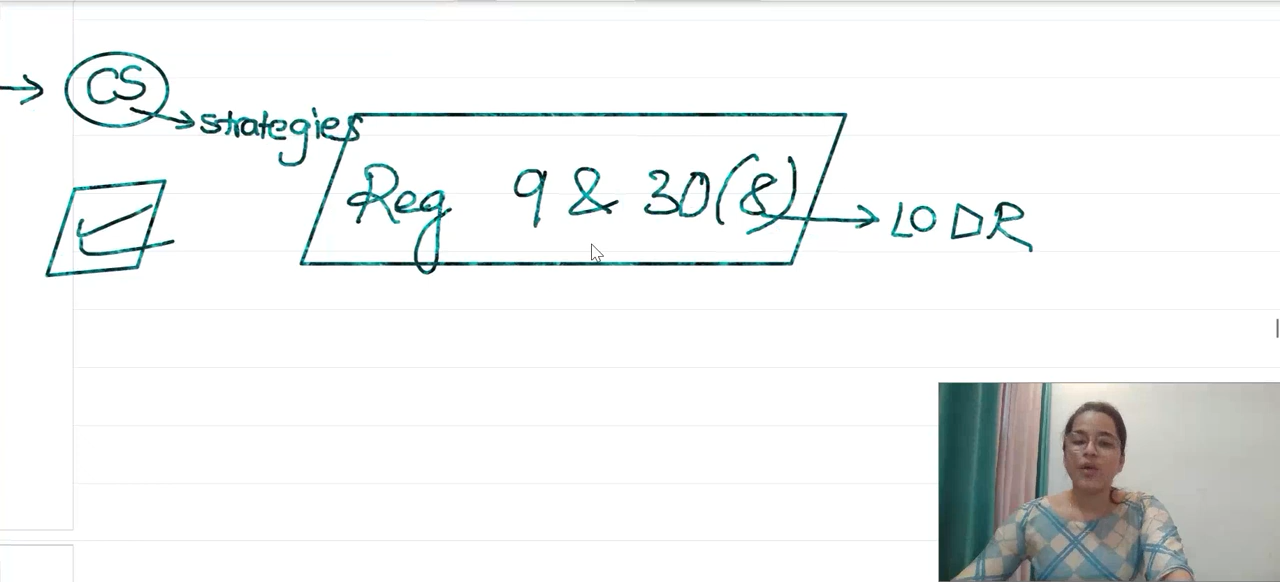 → CS
→ strategies
Reg 9 & 30(8) → LODR